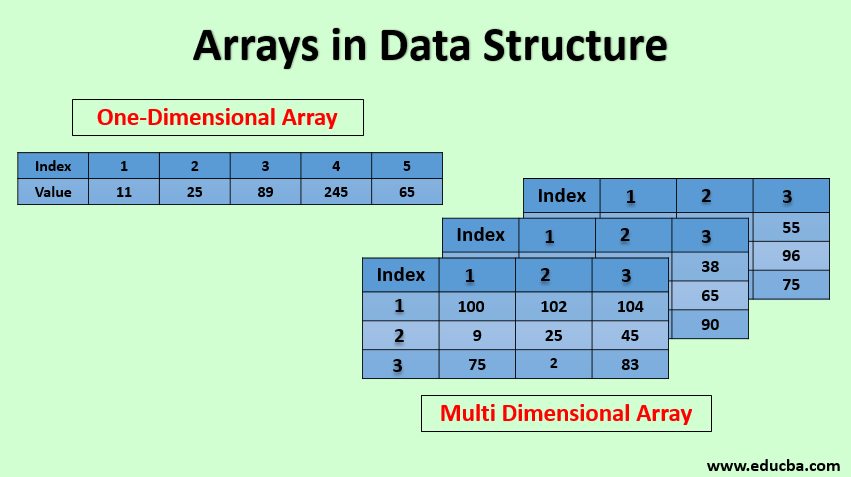 Arrays in Data Structure
One-Dimensional Array
Index 1 2 3 4 5
Value 11 25 89 245 65
Index 1 2 3
55
96
75
Index 1 2 3
38
65
90
Index 1 2 3
1 100 102 104
2 9 25 45
3 75 2 83
Multi Dimensional Array
www.educba.com